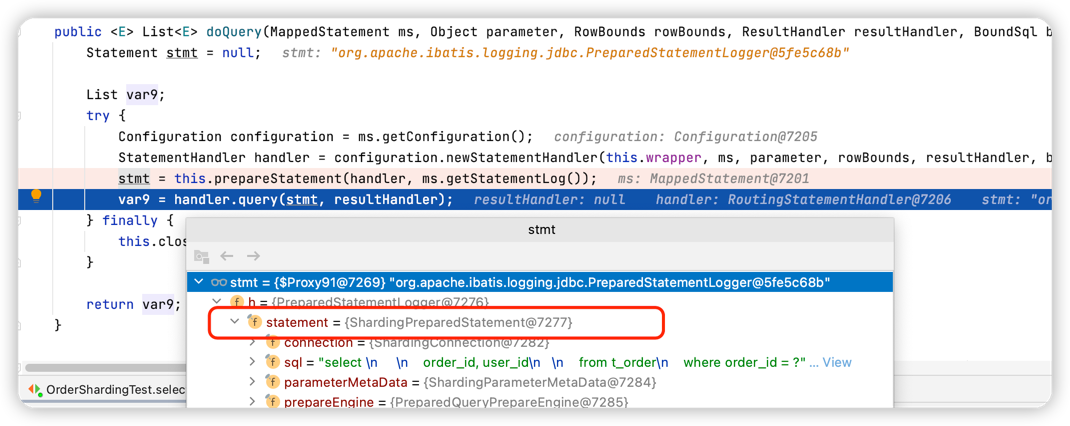 public <E> List<E> doQuery(MappedStatement ms, Object parameter, RowBounds rowBounds, ResultHandler resultHandler, BoundSql b
Statement stmt = null; stmt: "org.apache.ibatis.logging.jdbc.PreparedStatementLogger@5fe5c68b"
List var9;
try {
Configuration configuration = ms.getConfiguration(); configuration: Configuration@7205
StatementHandler handler = configuration.newStatementHandler(this.wrapper, ms, parameter, rowBounds, resultHandler, b
stmt = this.prepareStatement(handler, ms.getStatementLog()); ms: MappedStatement@7201
var9 = handler.query(stmt, resultHandler); resultHandler: null handler: RoutingStatementHandler@7206 stmt: "or
} finally {
this.clos
}
return var9;
}
stmt
stmt = {$Proxy91@7269} "org.apache.ibatis.logging.jdbc.PreparedStatementLogger@5fe5c68b"
h = {PreparedStatementLogger@7276}
statement = {ShardingPreparedStatement@7277}
connection = {ShardingConnection@7282}
sql = "select \n \n order_id, user_id\n \n from t_order\n where order_id = ?" ... View
parameterMetaData = {ShardingParameterMetaData@7284}
prepareEngine = {PreparedQueryPrepareEngine@7285}
OrderShardingTest.selec